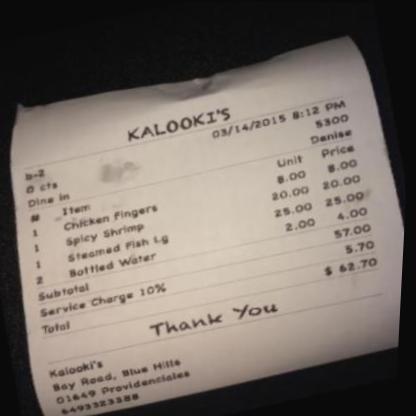 KALOOKI'S
03/14/2015 8:12 PM
b-2 5300
0 cts Denise
Dine in
# Item Unit Price
1 Chicken Fingers 8.00 8.00
1 Spicy Shrimp 20.00 20.00
1 Steamed Fish Lg 25.00 25.00
2 Bottled Water 2.00 4.00
Subtotal 57.00
Service Charge 10% 5.70
Total $ 62.70
Thank You
Kalooki's
Bay Road, Blue Hills
01649 Providenciales
6493323388